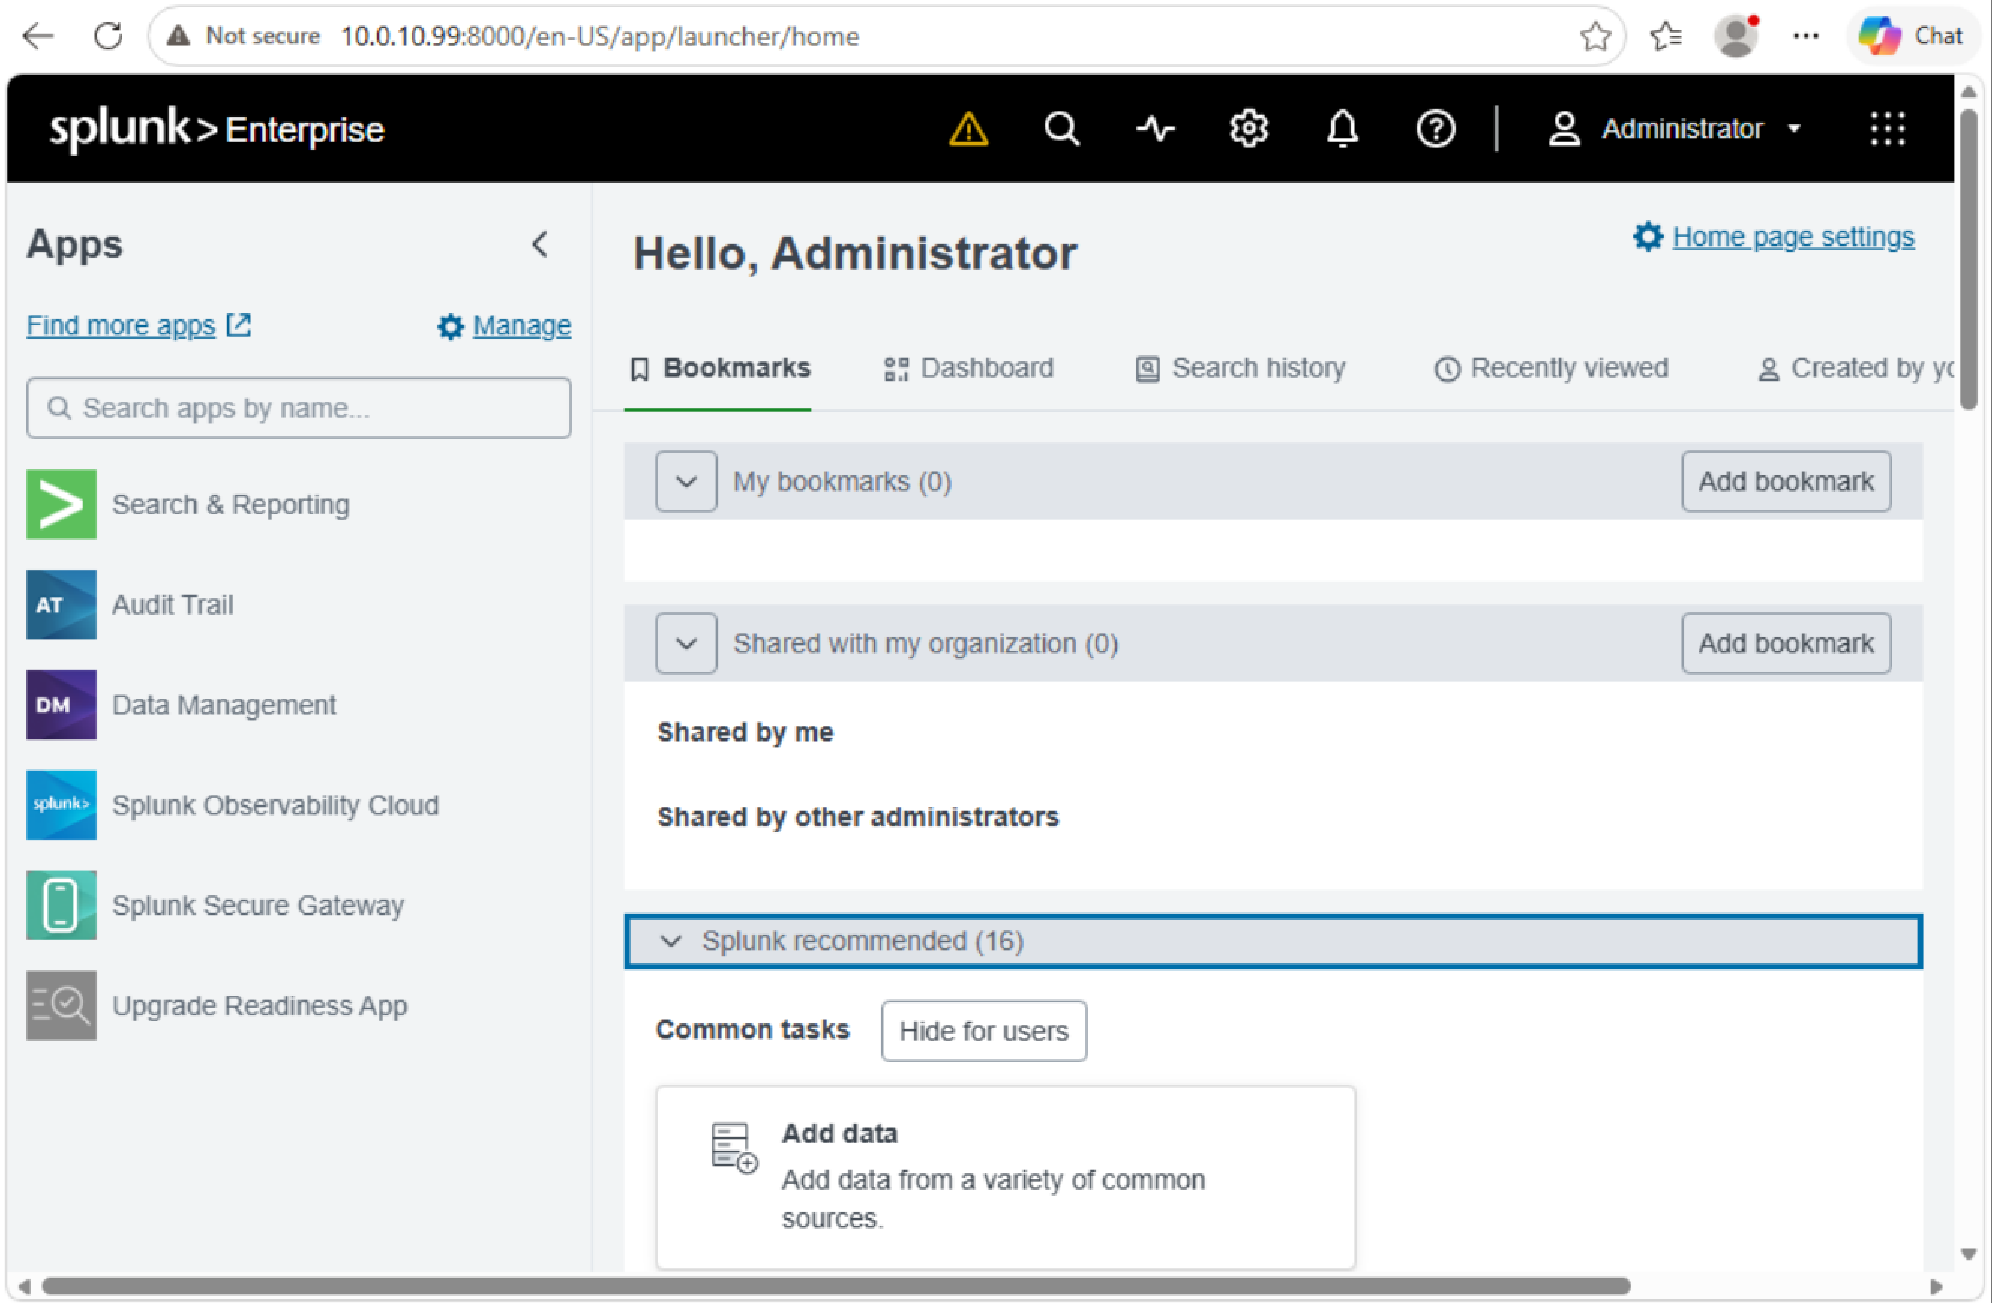 Not secure 10.0.10.99:8000/en-US/app/launcher/home
Chat
splunk> Enterprise
Administrator
Apps
Find more apps
Manage
Search apps by name...
Search & Reporting
AT Audit Trail
DM Data Management
splunk> Splunk Observability Cloud
Splunk Secure Gateway
Upgrade Readiness App
Hello, Administrator
Home page settings
Bookmarks Dashboard Search history Recently viewed Created by yo
My bookmarks (0) Add bookmark
Shared with my organization (0) Add bookmark
Shared by me
Shared by other administrators
Splunk recommended (16)
Common tasks Hide for users
Add data
Add data from a variety of common
sources.